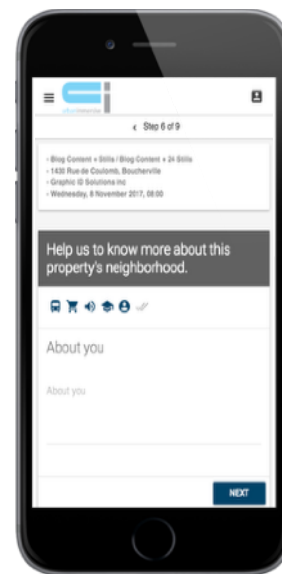 Step 6 of 9
- Blog Content + Stills / Blog Content + 24 Stills
- 1430 Rue de Coulomb, Boucherville
- Graphic ID Solutions inc
- Wednesday, 8 November 2017, 08:00
Help us to know more about this
property's neighborhood.
About you
About you
NEXT